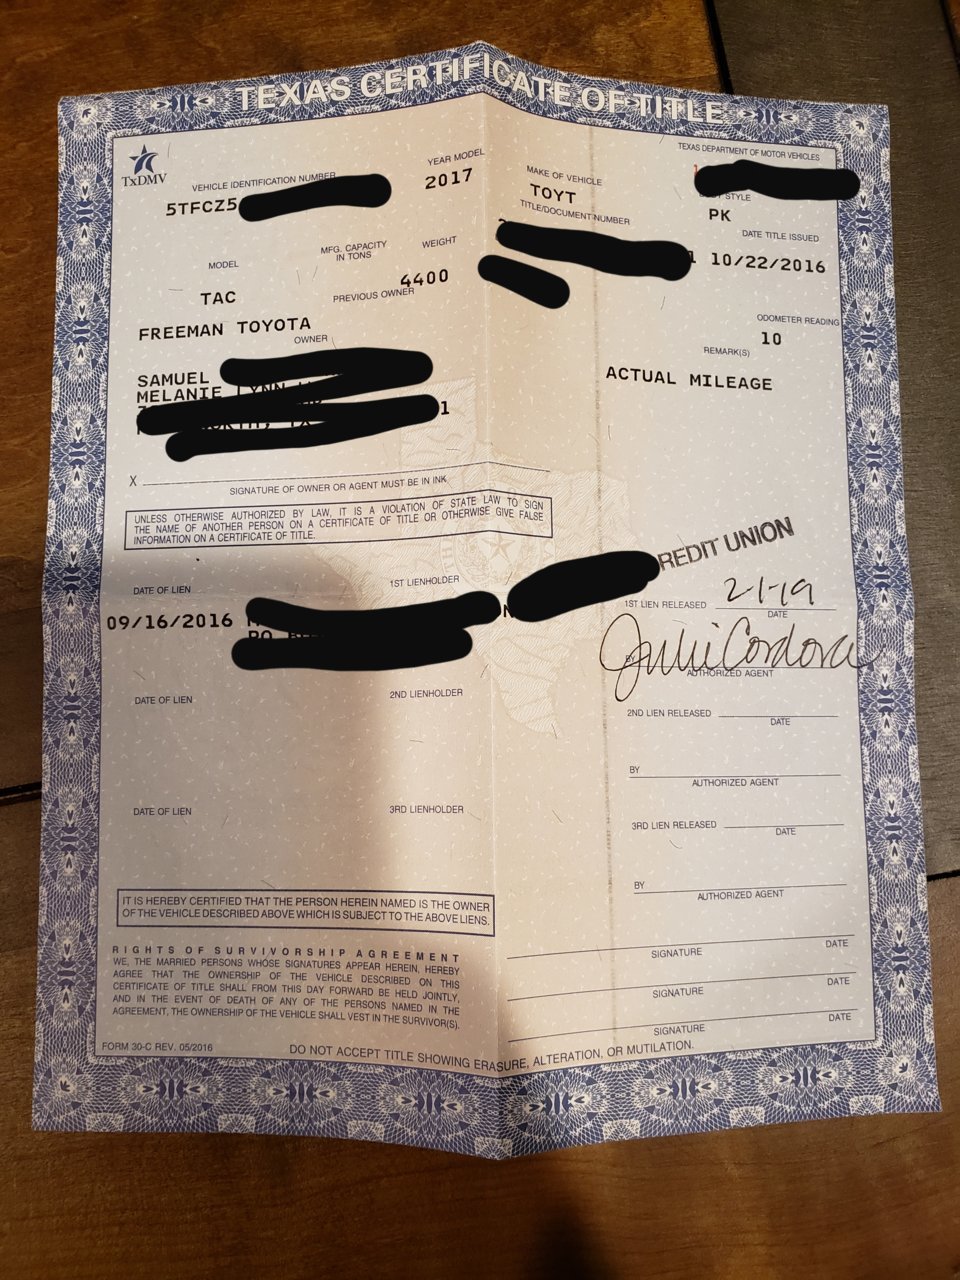 TEXAS CERTIFICATE OF TITLE
TxDMV
TEXAS DEPARTMENT OF MOTOR VEHICLES
VEHICLE IDENTIFICATION NUMBER
YEAR MODEL
MAKE OF VEHICLE
STYLE
5TFCZ5
2017
TOYT
PK
TITLE/DOCUMENT NUMBER
DATE TITLE ISSUED
10/22/2016
MODEL
MFG. CAPACITY
IN TONS
WEIGHT
TAC
4400
PREVIOUS OWNER
ODOMETER READING
FREEMAN TOYOTA
10
OWNER
REMARK(S)
SAMUEL
ACTUAL MILEAGE
MELANIE LYNN
TX
1
X
SIGNATURE OF OWNER OR AGENT MUST BE IN INK
UNLESS OTHERWISE AUTHORIZED BY LAW, IT IS A VIOLATION OF STATE LAW TO SIGN
THE NAME OF ANOTHER PERSON ON A CERTIFICATE OF TITLE OR OTHERWISE GIVE FALSE
INFORMATION ON A CERTIFICATE OF TITLE.
REDIT UNION
DATE OF LIEN
1ST LIENHOLDER
1ST LIEN RELEASED 2-1-19
DATE
09/16/2016
PO
Julie Cordova
AUTHORIZED AGENT
DATE OF LIEN
2ND LIENHOLDER
2ND LIEN RELEASED
DATE
BY
AUTHORIZED AGENT
DATE OF LIEN
3RD LIENHOLDER
3RD LIEN RELEASED
DATE
BY
AUTHORIZED AGENT
IT IS HEREBY CERTIFIED THAT THE PERSON HEREIN NAMED IS THE OWNER
OF THE VEHICLE DESCRIBED ABOVE WHICH IS SUBJECT TO THE ABOVE LIENS.
RIGHTS OF SURVIVORSHIP AGREEMENT
WE, THE MARRIED PERSONS WHOSE SIGNATURES APPEAR HEREIN, HEREBY
AGREE THAT THE OWNERSHIP OF THE VEHICLE DESCRIBED ON THIS
CERTIFICATE OF TITLE SHALL FROM THIS DAY FORWARD BE HELD JOINTLY,
AND IN THE EVENT OF DEATH OF ANY OF THE PERSONS NAMED IN THE
AGREEMENT, THE OWNERSHIP OF THE VEHICLE SHALL VEST IN THE SURVIVOR(S).
SIGNATURE
DATE
SIGNATURE
DATE
SIGNATURE
DATE
FORM 30-C REV. 05/2016
DO NOT ACCEPT TITLE SHOWING ERASURE, ALTERATION, OR MUTILATION.